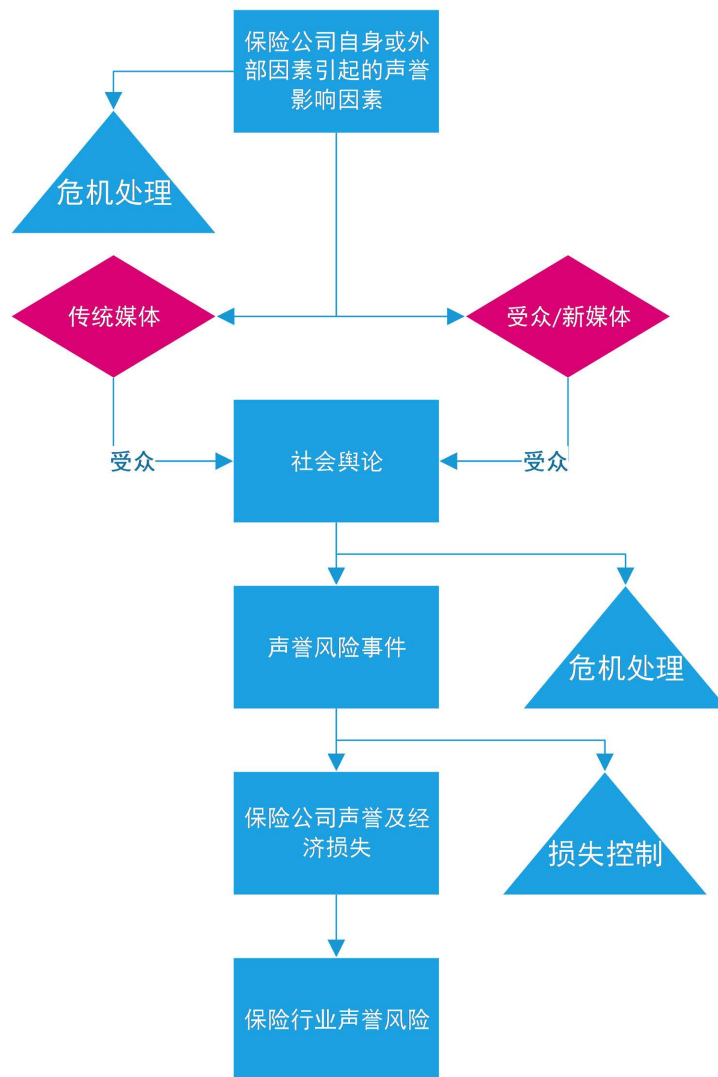 保险公司自身或外
部因素引起的声誉
影响因素
危机处理
传统媒体
受众/新媒体
受众
社会舆论
受众
声誉风险事件
危机处理
保险公司声誉及经
济损失
损失控制
保险行业声誉风险